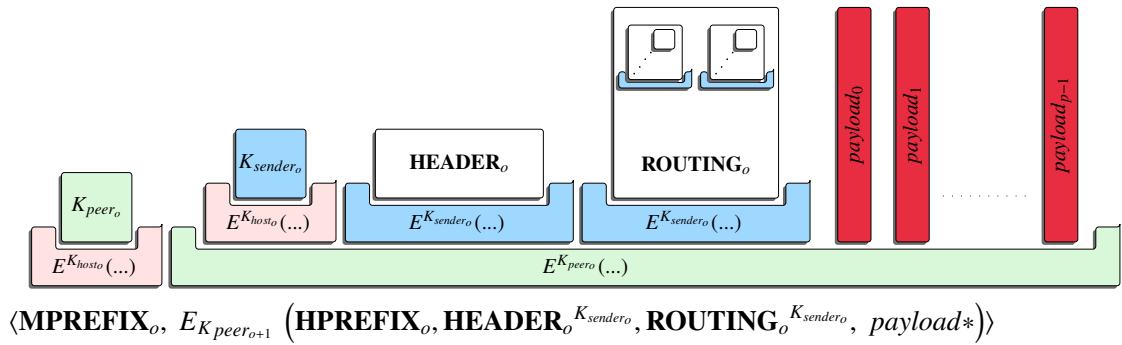 K_{peer_o}
E^{K_{host_o}}(...)
K_{sender_o}
E^{K_{host_o}}(...)
HEADER_o
E^{K_{sender_o}}(...)
ROUTING_o
E^{K_{sender_o}}(...)
payload_0
payload_1
..........
payload_{p−1}
E^{K_{peer_o}}(...)
⟨MPREFIX_o, E_{K_{peer_{o+1}}} (HPREFIX_o, HEADER_o^{K_{sender_o}}, ROUTING_o^{K_{sender_o}}, payload∗)⟩